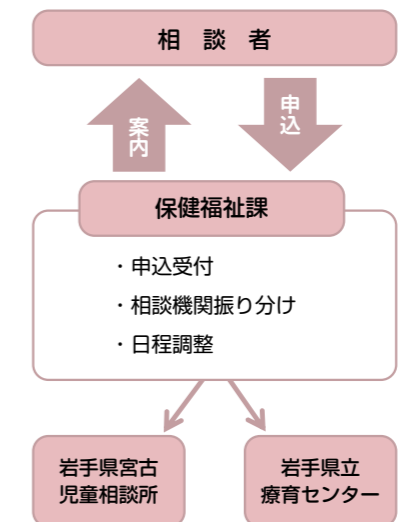 相　談　者
案内
申込
保健福祉課
・申込受付
・相談機関振り分け
・日程調整
岩手県宮古
児童相談所
岩手県立
療育センター